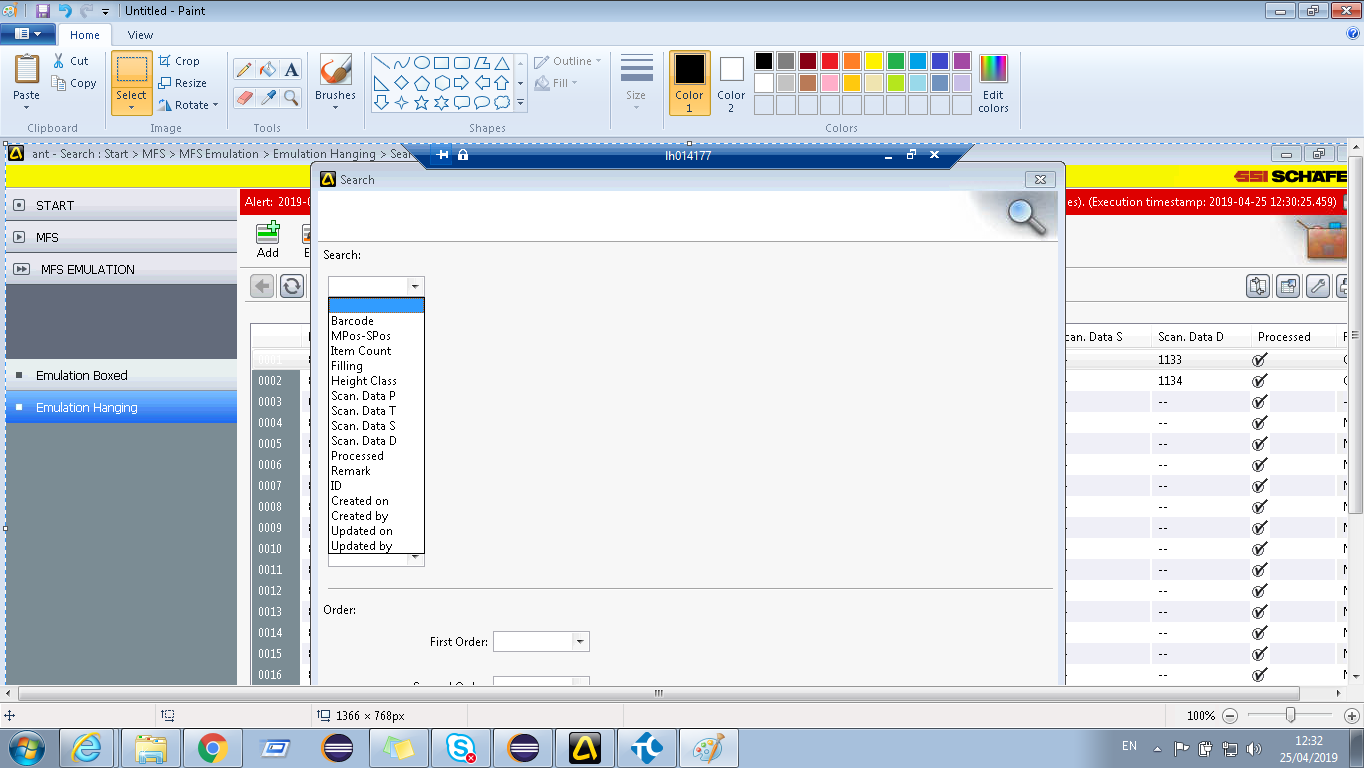 Untitled - Paint
Home View
Paste
Cut
Copy
Clipboard
Select
Crop
Resize
Rotate
Image
Tools
Brushes
Shapes
Outline
Fill
Size
Color 1
Color 2
Colors
Edit colors
ant - Search : Start > MFS > MFS Emulation > Emulation Hanging > Sear
lh014177
SSI SCHÄFE
START
MFS
MFS EMULATION
Emulation Boxed
Emulation Hanging
Alert: 2019-0
es). (Execution timestamp: 2019-04-25 12:30:25.459)
Add
Search
Search:
Barcode
MPos-SPos
Item Count
Filling
Height Class
Scan. Data P
Scan. Data T
Scan. Data S
Scan. Data D
Processed
Remark
ID
Created on
Created by
Updated on
Updated by
Order:
First Order:
can. Data S Scan. Data D Processed
0001 1133
0002 1134
0003 --
0004 --
0005 --
0006 --
0007 --
0008 --
0009 --
0010 --
0011 --
0012 --
0013 --
0014 --
0015 --
0016 --
1366 × 768px
100%
EN
12:32
25/04/2019